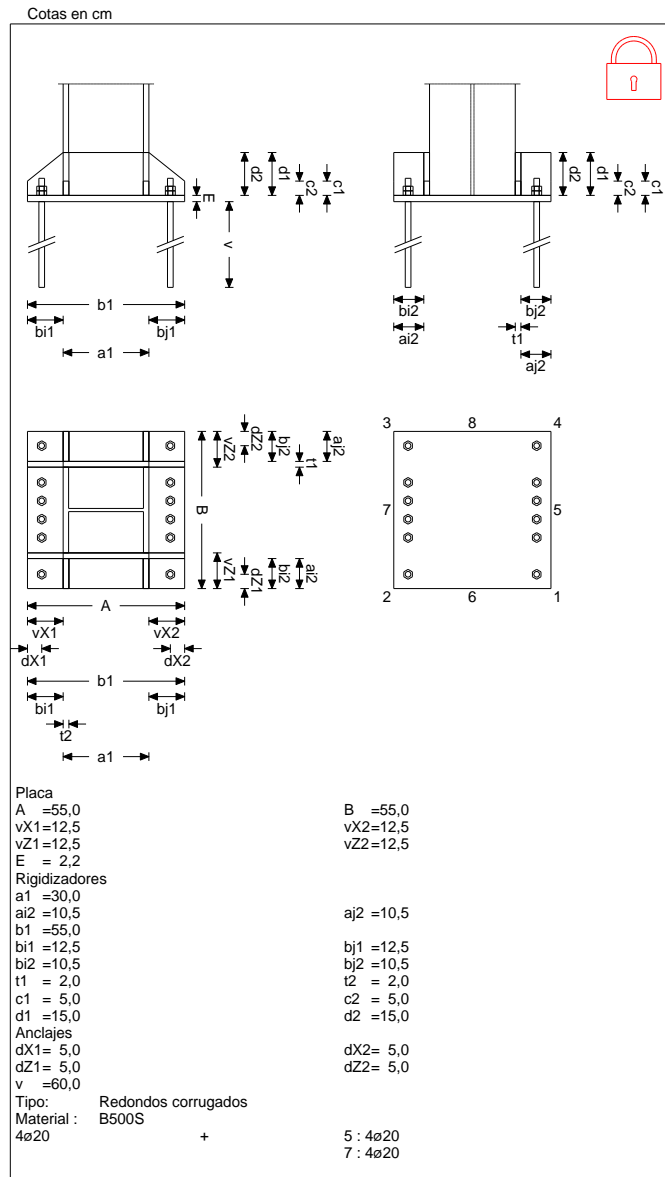 Cotas en cm
d2 d1 c2 c1
d2 d1 c2 c1
E
v
b1
bi1 bj1
a1
bi2 bj2
ai2 t1
aj2
vZ2 dZ2 bj2 t1 aj2
B
vZ1 dZ1 bi2 ai2
3 8 4
7 5
2 6 1
A
vX1 vX2
dX1 dX2
b1
bi1 bj1
t2
a1
Placa
A =55,0 B =55,0
vX1=12,5 vX2=12,5
vZ1=12,5 vZ2=12,5
E = 2,2
Rigidizadores
a1 =30,0
ai2 =10,5 aj2 =10,5
b1 =55,0
bi1 =12,5 bj1 =12,5
bi2 =10,5 bj2 =10,5
t1 = 2,0 t2 = 2,0
c1 = 5,0 c2 = 5,0
d1 =15,0 d2 =15,0
Anclajes
dX1= 5,0 dX2= 5,0
dZ1= 5,0 dZ2= 5,0
v =60,0
Tipo: Redondos corrugados
Material : B500S
4ø20 + 5 : 4ø20
7 : 4ø20